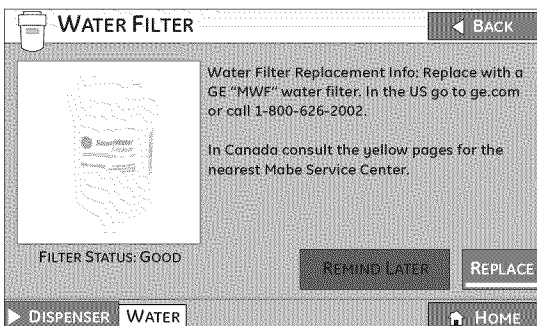 WATER FILTER
BACK
Water Filter Replacement Info: Replace with a
GE "MWF" water filter. In the US go to ge.com
or call 1-800-626-2002.
In Canada consult the yellow pages for the
nearest Mabe Service Center.
SmartWater
FILTER STATUS: GOOD
REMIND LATER
REPLACE
DISPENSER
WATER
HOME